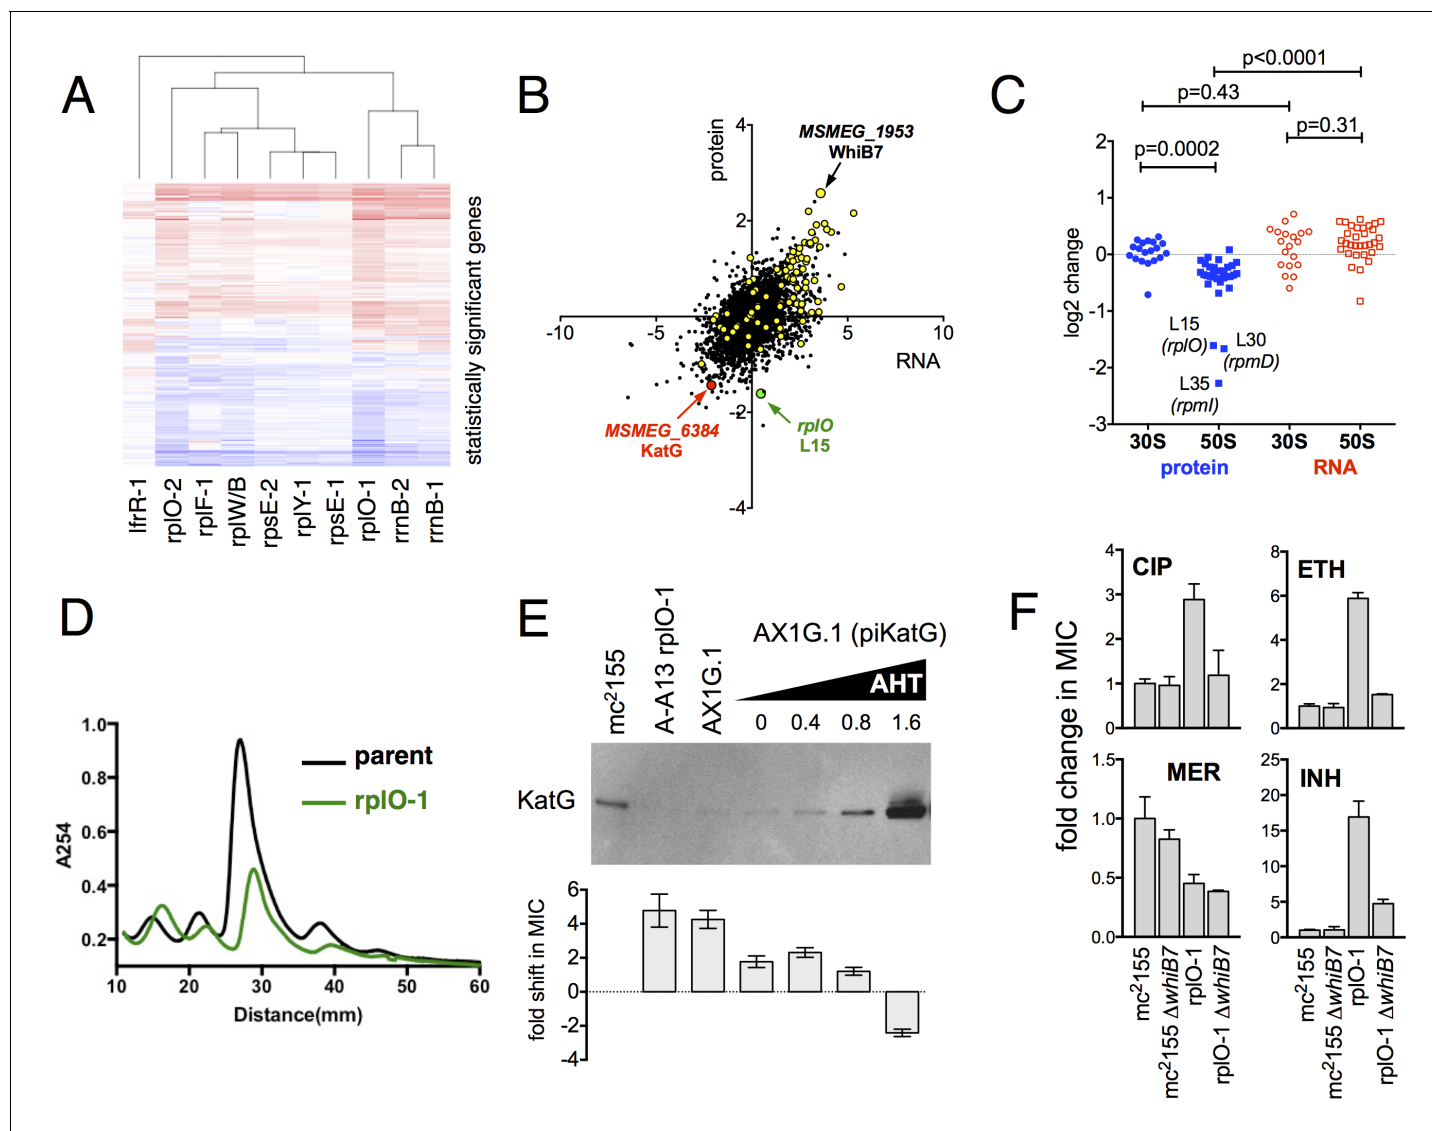 A
lfrR-1
rplO-2
rplF-1
rplW/B
rpsE-2
rplY-1
rpsE-1
rplO-1
rrnB-2
rrnB-1
statistically significant genes
B
protein
4
2
-2
-4
-10
-5
5
10
RNA
MSMEG_1953
WhiB7
MSMEG_6384
KatG
rplO
L15
C
p<0.0001
p=0.43
p=0.31
p=0.0002
log2 change
2
1
0
-1
-2
-3
L15
(rplO)
L30
(rpmD)
L35
(rpmI)
30S
50S
30S
50S
protein
RNA
D
A254
1.0
0.8
0.6
0.4
0.2
parent
rplO-1
10
20
30
40
50
60
Distance(mm)
E
mc²155
A-A13 rplO-1
AX1G.1
AX1G.1 (piKatG)
AHT
0
0.4
0.8
1.6
KatG
fold shift in MIC
6
4
2
0
-2
-4
F
fold change in MIC
CIP
4
3
2
1
0
ETH
8
6
4
2
0
MER
1.5
1.0
0.5
0.0
INH
25
20
15
10
5
0
mc²155
mc²155 ΔwhiB7
rplO-1
rplO-1 ΔwhiB7
mc²155
mc²155 ΔwhiB7
rplO-1
rplO-1 ΔwhiB7